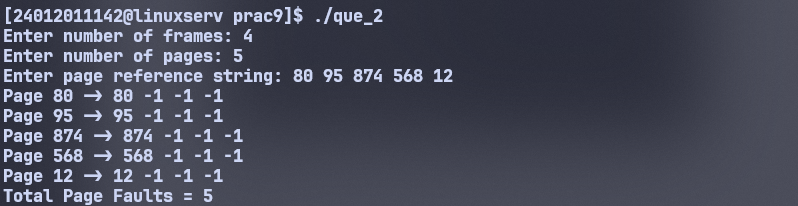 [24012011142@linuxserv prac9]$ ./que_2
Enter number of frames: 4
Enter number of pages: 5
Enter page reference string: 80 95 874 568 12
Page 80 -> 80 -1 -1 -1
Page 95 -> 95 -1 -1 -1
Page 874 -> 874 -1 -1 -1
Page 568 -> 568 -1 -1 -1
Page 12 -> 12 -1 -1 -1
Total Page Faults = 5